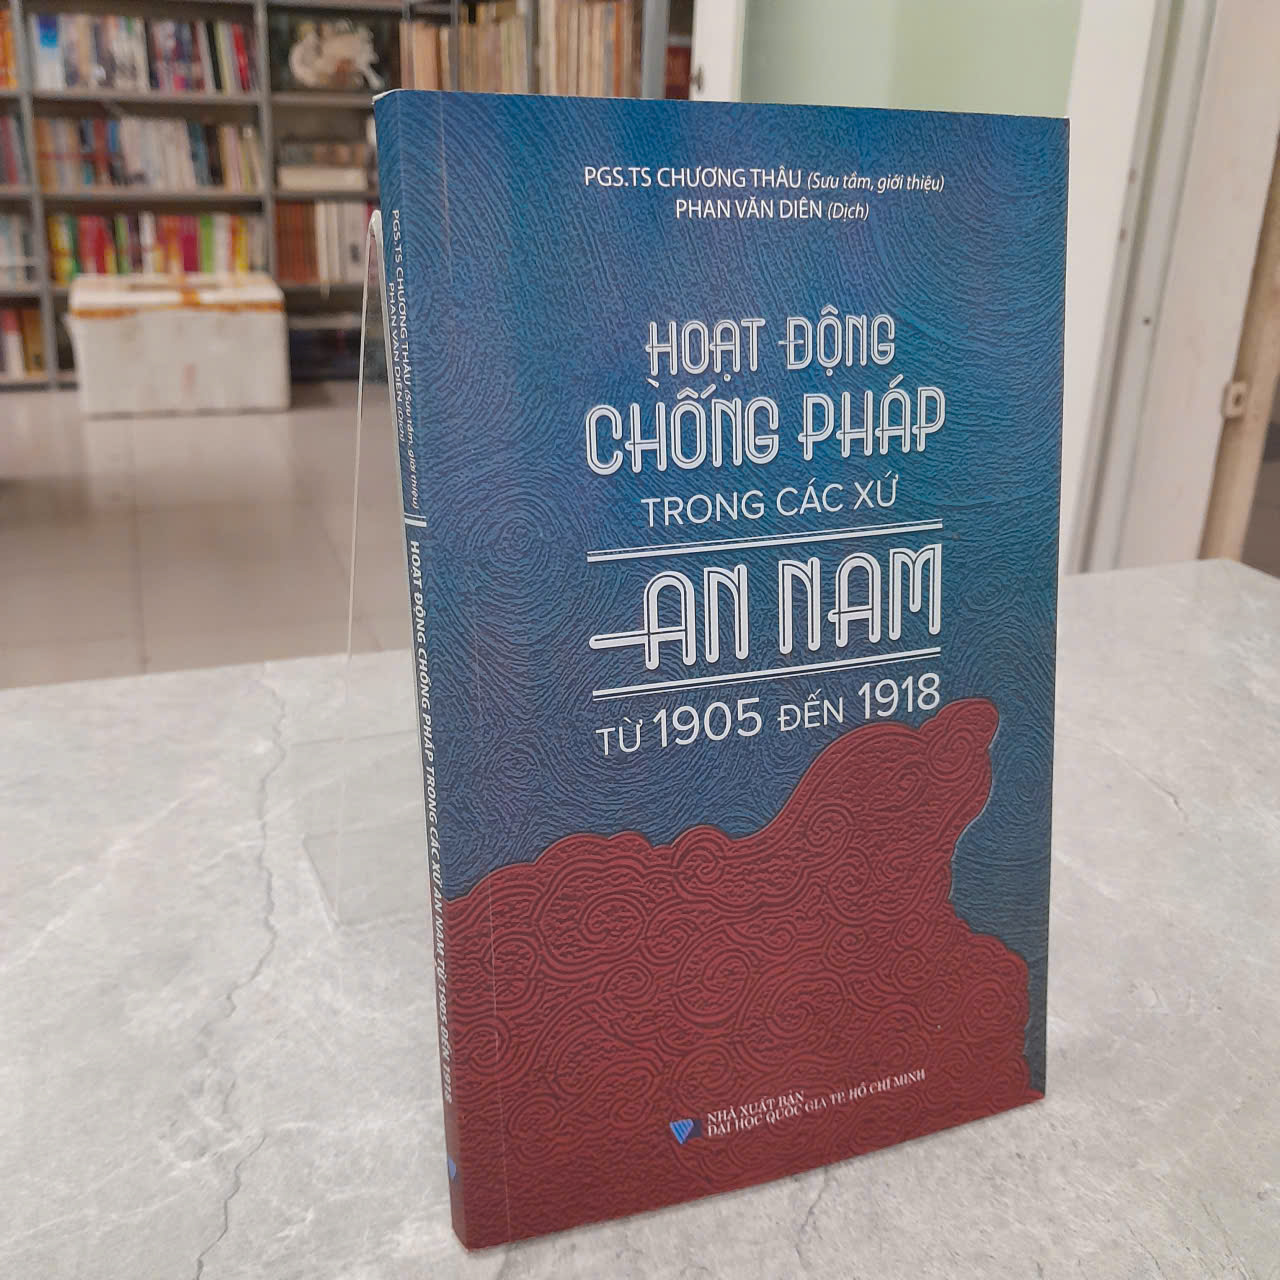 PGS.TS CHƯƠNG THÂU (Sưu tầm, giới thiệu)
PHAN VĂN DIÊN (Dịch)
HOẠT ĐỘNG
CHỐNG PHÁP
TRONG CÁC XỨ
AN NAM
TỪ 1905 ĐẾN 1918
NHÀ XUẤT BẢN
ĐẠI HỌC QUỐC GIA TP. HỒ CHÍ MINH
PGS.TS CHƯƠNG THÂU (Sưu tầm, giới thiệu)
PHAN VĂN DIÊN (Dịch)
HOẠT ĐỘNG CHỐNG PHÁP TRONG CÁC XỨ AN NAM TỪ 1905 ĐẾN 1918